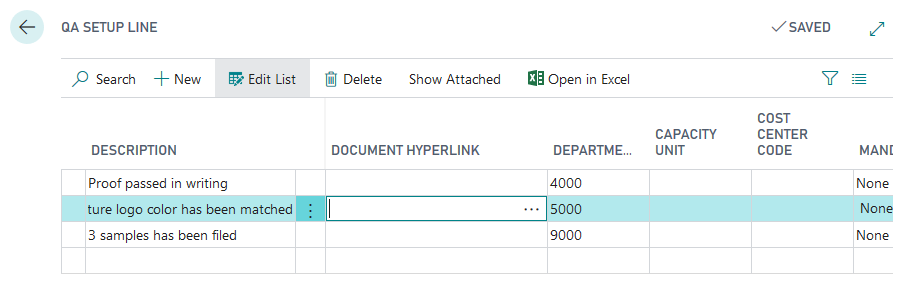 QA SETUP LINE
SAVED
Search
New
Edit List
Delete
Show Attached
Open in Excel
DESCRIPTION
DOCUMENT HYPERLINK
DEPARTME...
CAPACITY
UNIT
COST
CENTER
CODE
MAND
Proof passed in writing
4000
None
ture logo color has been matched
5000
None
3 samples has been filed
9000
None